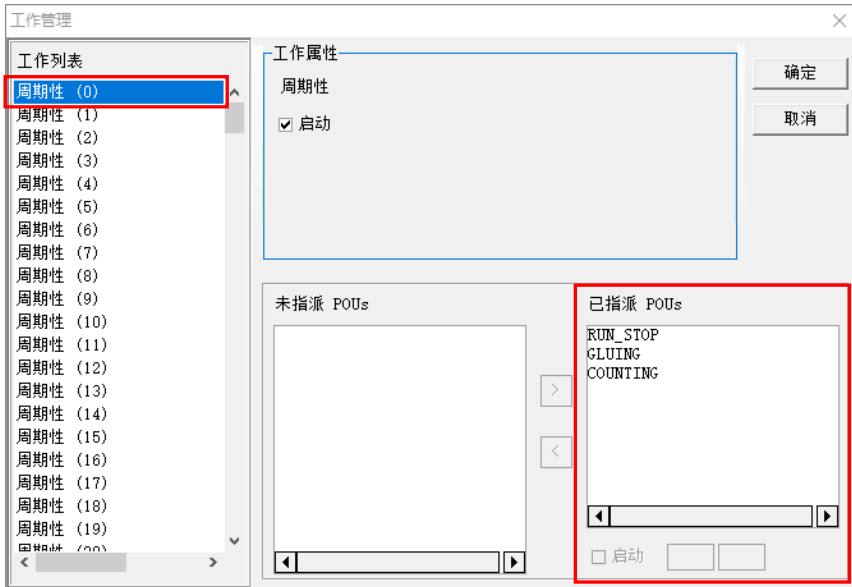 工作管理
工作列表
周期性 (0)
周期性 (1)
周期性 (2)
周期性 (3)
周期性 (4)
周期性 (5)
周期性 (6)
周期性 (7)
周期性 (8)
周期性 (9)
周期性 (10)
周期性 (11)
周期性 (12)
周期性 (13)
周期性 (14)
周期性 (15)
周期性 (16)
周期性 (17)
周期性 (18)
周期性 (19)
周期性 (20)
工作属性
周期性
启动
确定
取消
未指派 POUs
>
<
已指派 POUs
RUN_STOP
GLUING
COUNTING
启动